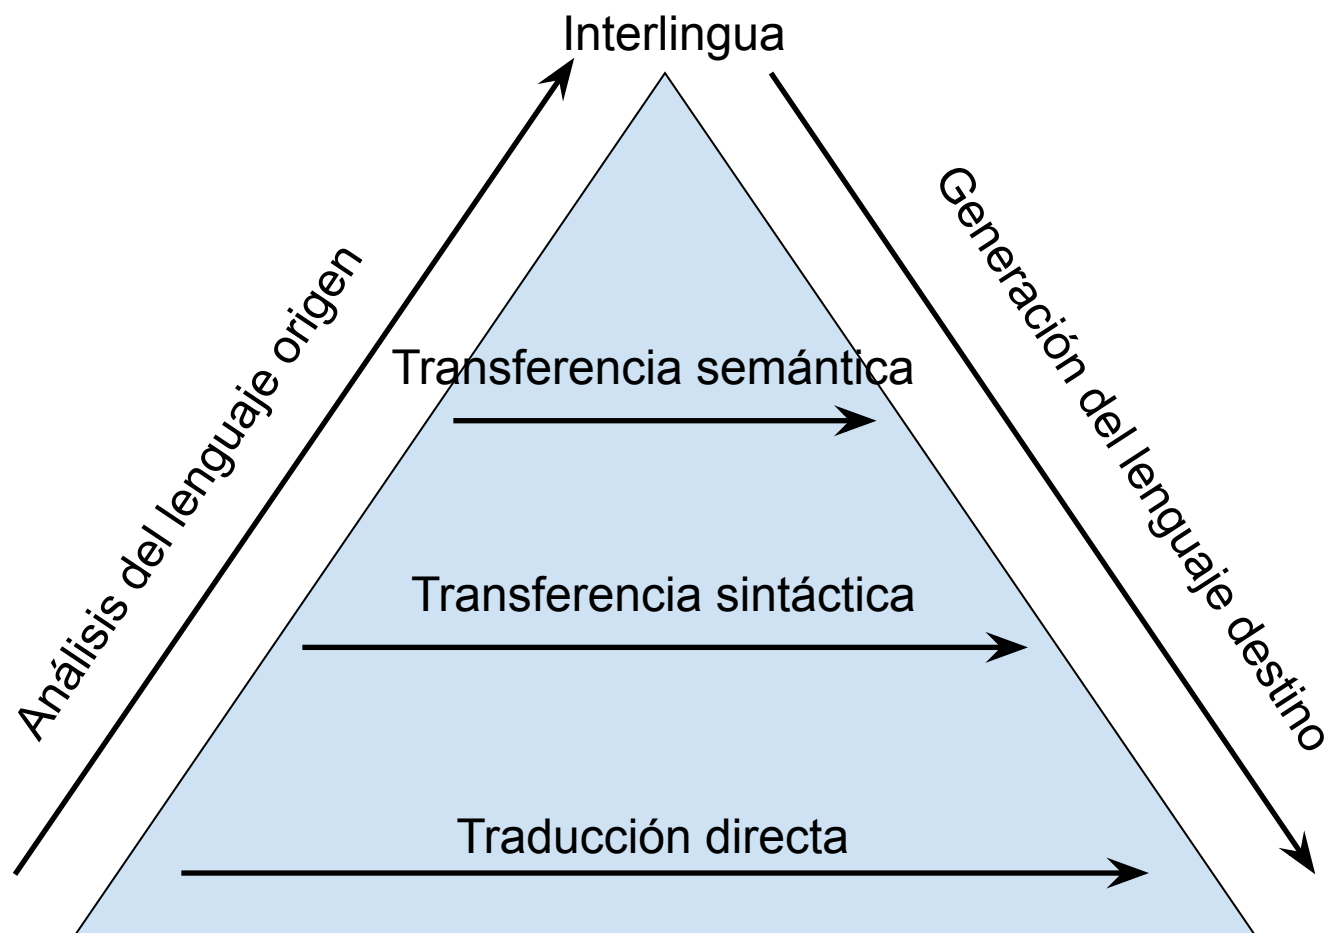 Interlingua
Análisis del lenguaje origen
Generación del lenguaje destino
Transferencia semántica
Transferencia sintáctica
Traducción directa